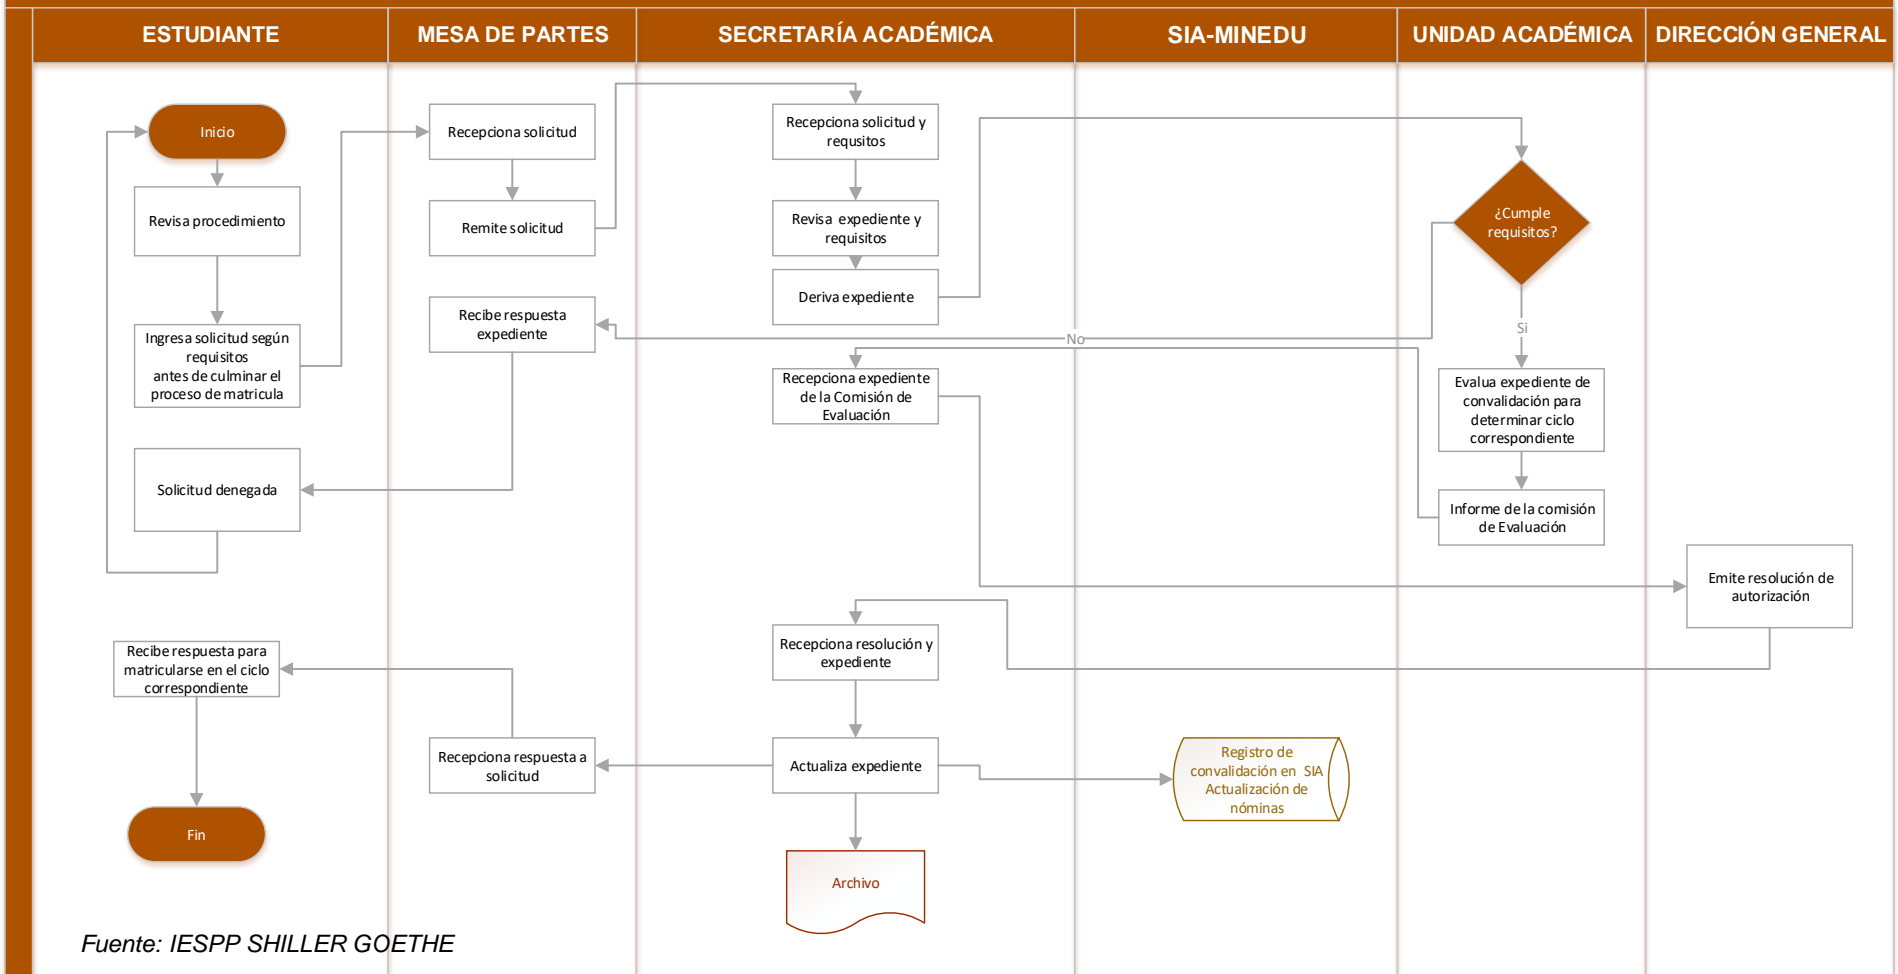 ESTUDIANTE
MESA DE PARTES
SECRETARÍA ACADÉMICA
SIA-MINEDU
UNIDAD ACADÉMICA
DIRECCIÓN GENERAL
Inicio
Revisa procedimiento
Ingresa solicitud según
requisitos
antes de culminar el
proceso de matricula
Solicitud denegada
Recibe respuesta para
matricularse en el ciclo
correspondiente
Fin
Recepciona solicitud
Remite solicitud
Recibe respuesta
expediente
Recepciona respuesta a
solicitud
Recepciona solicitud y
requsitos
Revisa expediente y
requisitos
Deriva expediente
Recepciona expediente
de la Comisión de
Evaluación
Recepciona resolución y
expediente
Actualiza expediente
Archivo
No
Registro de
convalidación en SIA
Actualización de
nóminas
¿Cumple
requisitos?
Si
Evalua expediente de
convalidación para
determinar ciclo
correspondiente
Informe de la comisión
de Evaluación
Emite resolución de
autorización
Fuente: IESPP SHILLER GOETHE